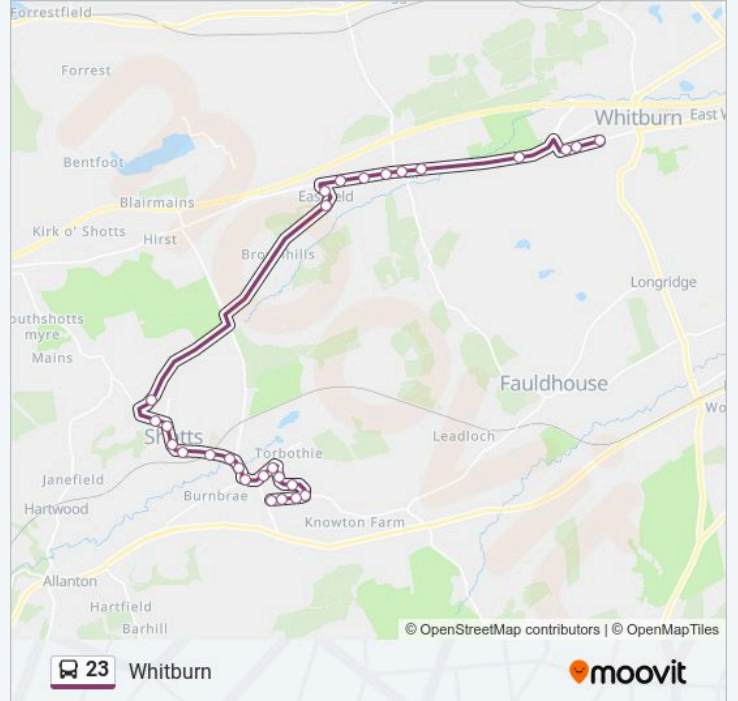 Forrestfield
Forrest
Whitburn
East W
Bentfoot
Blairmains
Eastfield
Kirk o' Shotts
Hirst
Longridge
outhshotts
myre
Mains
Fauldhouse
Wo
Shotts
Leadloch
Torbothie
Janefield
Burnbrae
Hartwood
Knowton Farm
Allanton
Hartfield
Barhill
© OpenStreetMap contributors | © OpenMapTiles
23 Whitburn
moovit